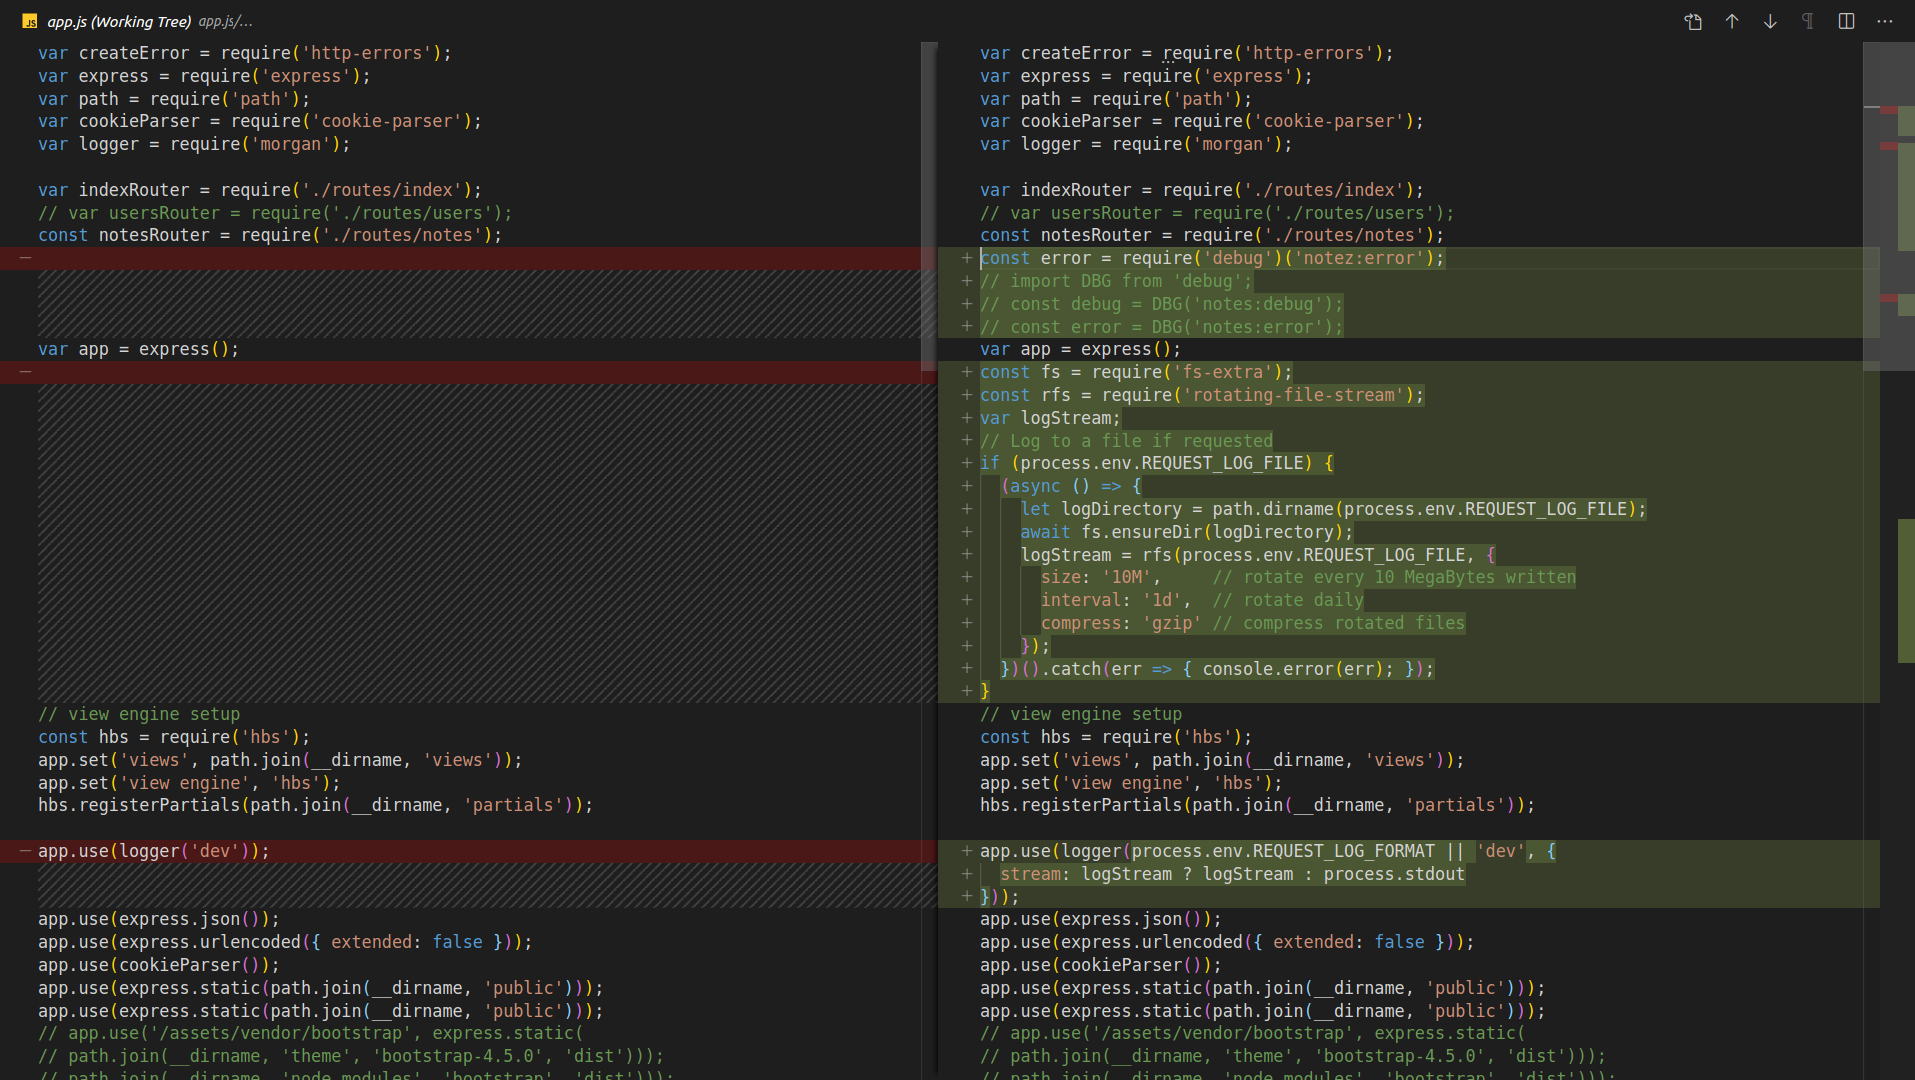 JS app.js (Working Tree) app.js/...
var createError = require('http-errors');
var express = require('express');
var path = require('path');
var cookieParser = require('cookie-parser');
var logger = require('morgan');
var indexRouter = require('./routes/index');
// var usersRouter = require('./routes/users');
const notesRouter = require('./routes/notes');
var app = express();
// view engine setup
const hbs = require('hbs');
app.set('views', path.join(__dirname, 'views'));
app.set('view engine', 'hbs');
hbs.registerPartials(path.join(__dirname, 'partials'));
app.use(logger('dev'));
app.use(express.json());
app.use(express.urlencoded({ extended: false }));
app.use(cookieParser());
app.use(express.static(path.join(__dirname, 'public')));
app.use(express.static(path.join(__dirname, 'public')));
// app.use('/assets/vendor/bootstrap', express.static(
// path.join(__dirname, 'theme', 'bootstrap-4.5.0', 'dist')));
// path.join(__dirname, 'node_modules', 'bootstrap', 'dist')));
var createError = require('http-errors');
var express = require('express');
var path = require('path');
var cookieParser = require('cookie-parser');
var logger = require('morgan');
var indexRouter = require('./routes/index');
// var usersRouter = require('./routes/users');
const notesRouter = require('./routes/notes');
+ const error = require('debug')('notez:error');
+ // import DBG from 'debug';
+ // const debug = DBG('notes:debug');
+ // const error = DBG('notes:error');
var app = express();
+ const fs = require('fs-extra');
+ const rfs = require('rotating-file-stream');
+ var logStream;
+ // Log to a file if requested
+ if (process.env.REQUEST_LOG_FILE) {
+ (async () => {
+ let logDirectory = path.dirname(process.env.REQUEST_LOG_FILE);
+ await fs.ensureDir(logDirectory);
+ logStream = rfs(process.env.REQUEST_LOG_FILE, {
+ size: '10M', // rotate every 10 MegaBytes written
+ interval: '1d', // rotate daily
+ compress: 'gzip' // compress rotated files
+ });
+ })().catch(err => { console.error(err); });
+ }
// view engine setup
const hbs = require('hbs');
app.set('views', path.join(__dirname, 'views'));
app.set('view engine', 'hbs');
hbs.registerPartials(path.join(__dirname, 'partials'));
+ app.use(logger(process.env.REQUEST_LOG_FORMAT || 'dev', {
+ stream: logStream ? logStream : process.stdout
+ }));
app.use(express.json());
app.use(express.urlencoded({ extended: false }));
app.use(cookieParser());
app.use(express.static(path.join(__dirname, 'public')));
app.use(express.static(path.join(__dirname, 'public')));
// app.use('/assets/vendor/bootstrap', express.static(
// path.join(__dirname, 'theme', 'bootstrap-4.5.0', 'dist')));
// path.join(__dirname, 'node_modules', 'bootstrap', 'dist')));